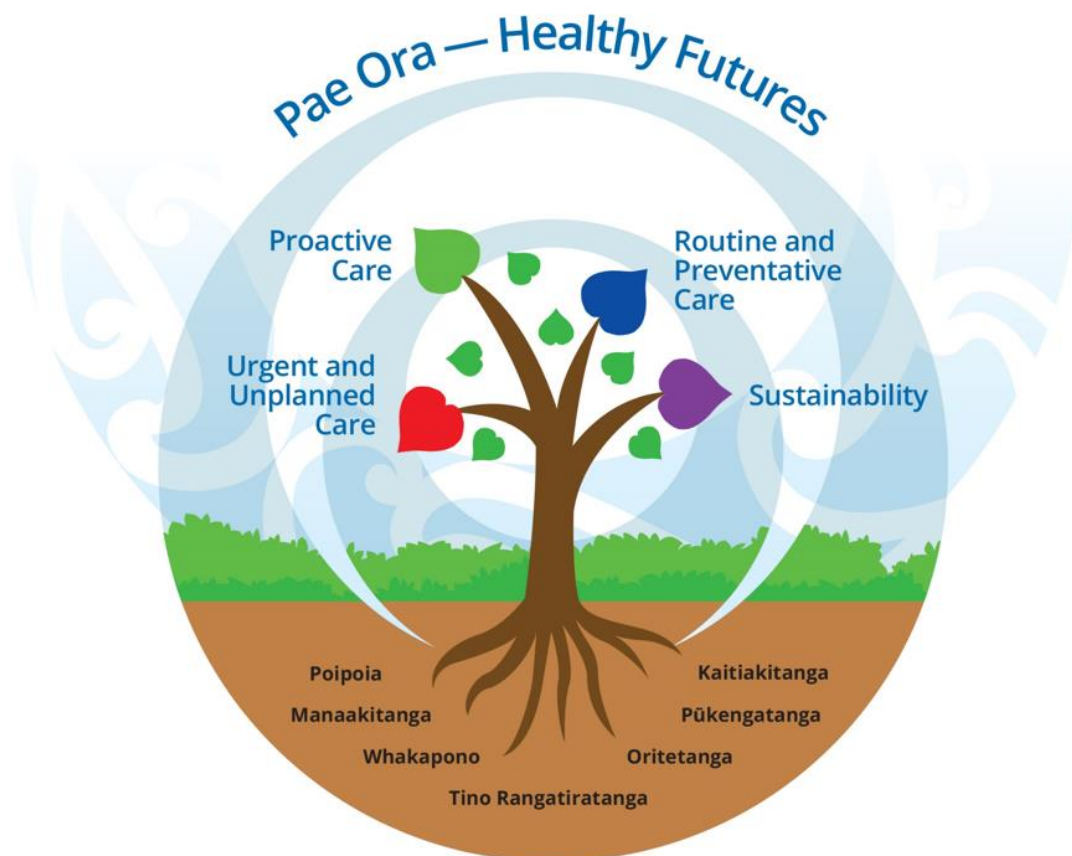 Pae Ora — Healthy Futures
Proactive
Care
Routine and
Preventative
Care
Urgent and
Unplanned
Care
Sustainability
Poipoia
Kaitiakitanga
Manaakitanga
Pūkengatanga
Whakapono
Oritetanga
Tino Rangatiratanga